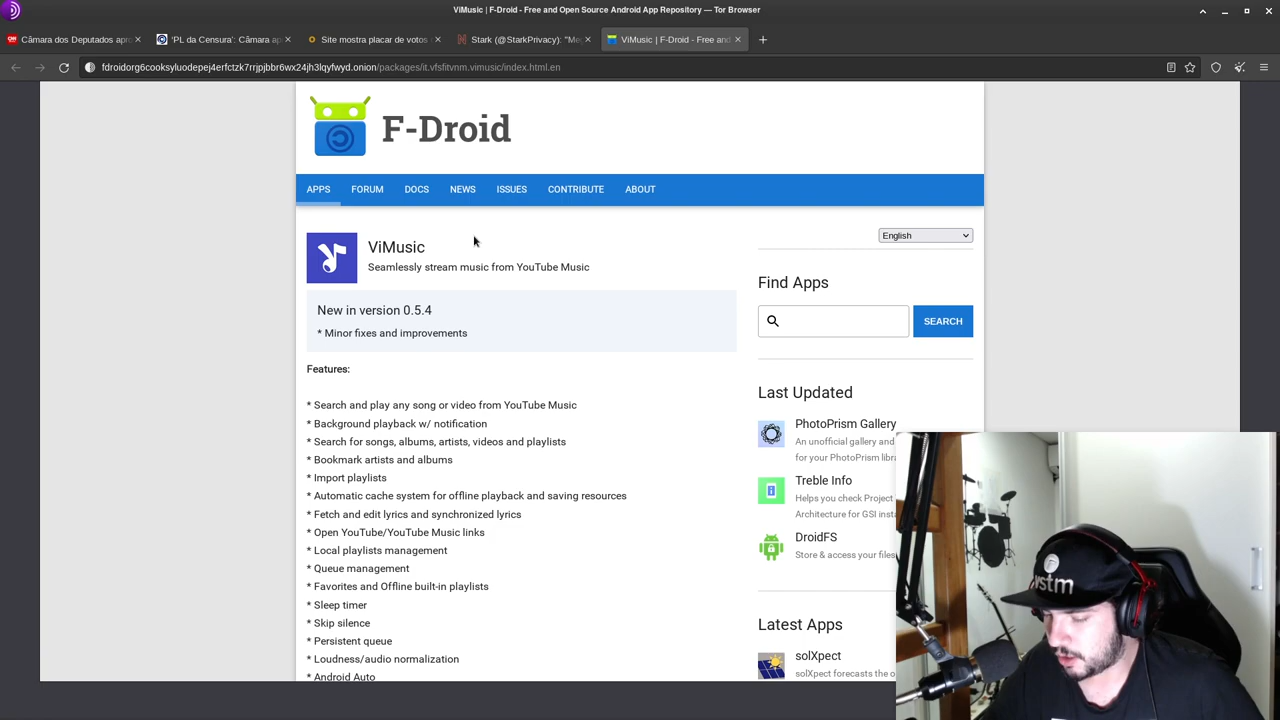 ViMusic | F-Droid - Free and Open Source Android App Repository — Tor Browser
Câmara dos Deputados apr
'PL da Censura': Câmara ap
Site mostra placar de votos
Stark (@StarkPrivacy): "Me
ViMusic | F-Droid - Free and
fdroidorg6cooksyluodepej4erfctzk7rrjpjbbr6wx24jh3lqyfwyd.onion/packages/it.vfsfitvnm.vimusic/index.html.en
F-Droid
APPS
FORUM
DOCS
NEWS
ISSUES
CONTRIBUTE
ABOUT
ViMusic
Seamlessly stream music from YouTube Music
New in version 0.5.4
* Minor fixes and improvements
Features:
* Search and play any song or video from YouTube Music
* Background playback w/ notification
* Search for songs, albums, artists, videos and playlists
* Bookmark artists and albums
* Import playlists
* Automatic cache system for offline playback and saving resources
* Fetch and edit lyrics and synchronized lyrics
* Open YouTube/YouTube Music links
* Local playlists management
* Queue management
* Favorites and Offline built-in playlists
* Sleep timer
* Skip silence
* Persistent queue
* Loudness/audio normalization
* Android Auto
English
Find Apps
SEARCH
Last Updated
PhotoPrism Gallery
An unofficial gallery and
for your PhotoPrism libra
Treble Info
Helps you check Project
Architecture for GSI insta
DroidFS
Store & access your files
Latest Apps
solXpect
solXpect forecasts the o